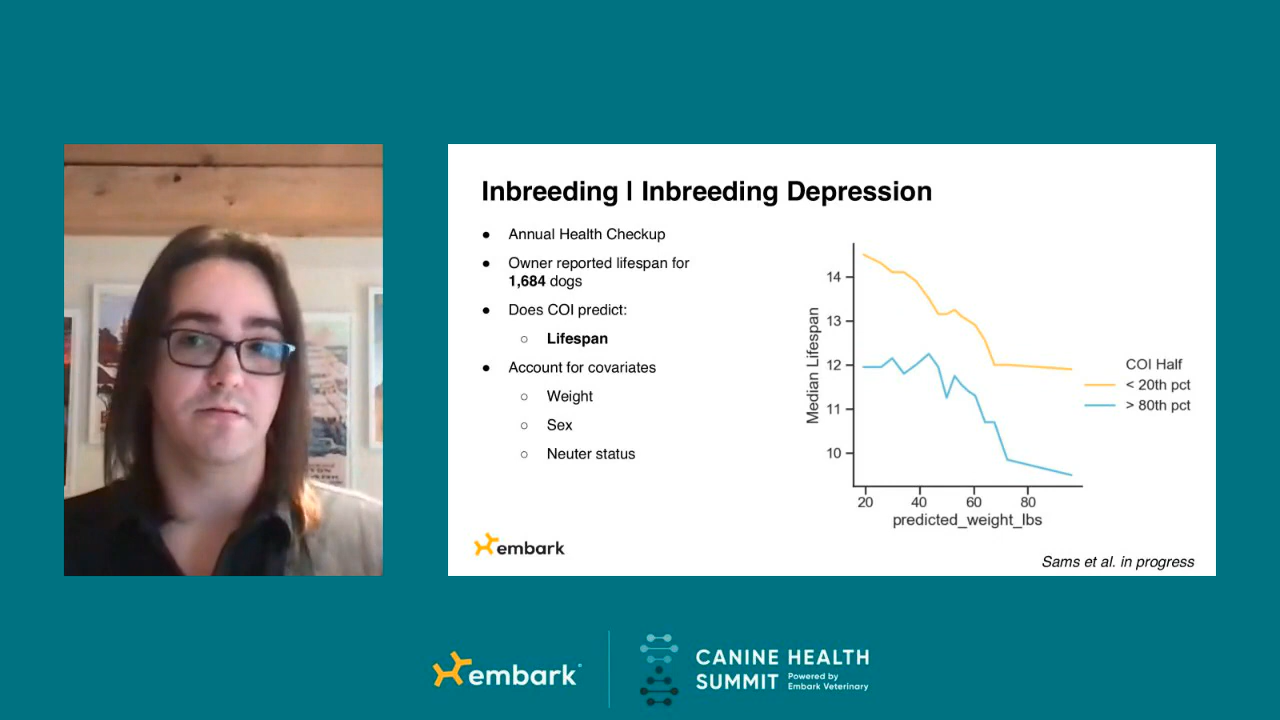 Inbreeding | Inbreeding Depression
● Annual Health Checkup
● Owner reported lifespan for
1,684 dogs
● Does COI predict:
○ Lifespan
● Account for covariates
○ Weight
○ Sex
○ Neuter status
14
13
12
11
10
Median Lifespan
20 40 60 80
predicted_weight_lbs
COI Half
< 20th pct
> 80th pct
embark
Sams et al. in progress
embark
CANINE HEALTH
SUMMIT
Powered by
Embark Veterinary